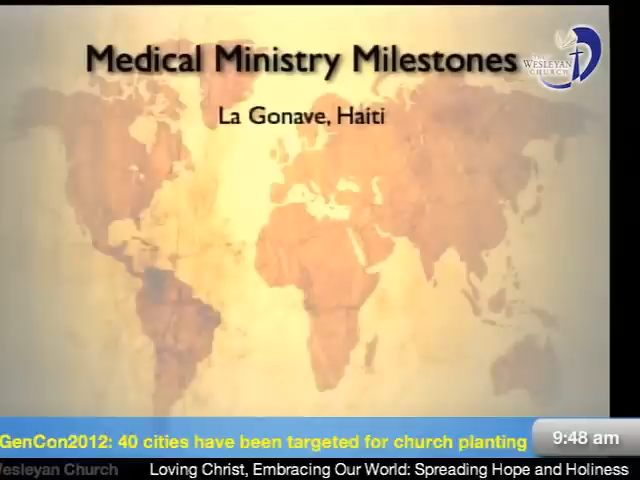 Medical Ministry Milestones
THE
WESLEYAN
CHURCH
La Gonave, Haiti
GenCon2012: 40 cities have been targeted for church planting
9:48 am
Wesleyan Church
Loving Christ, Embracing Our World: Spreading Hope and Holiness